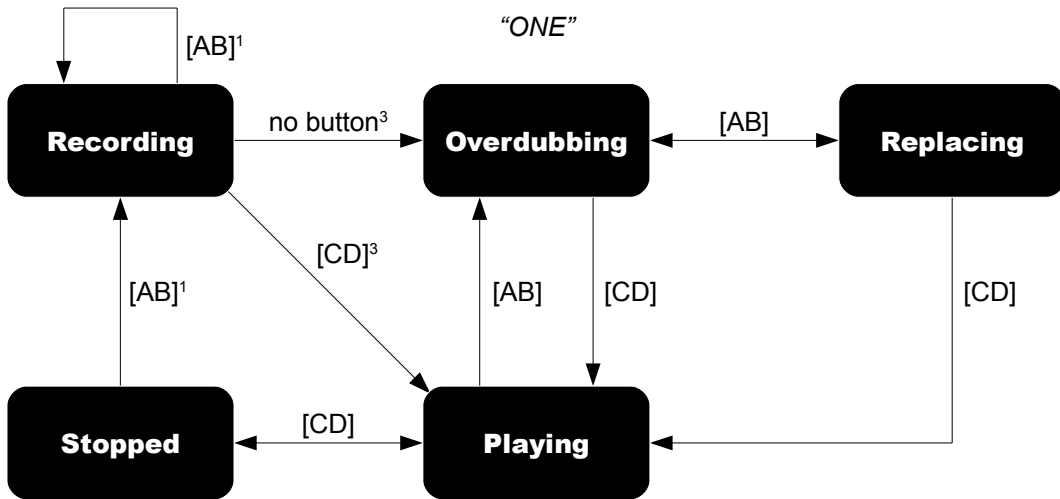 “ONE”
[AB]¹
Recording
no button³
Overdubbing
[AB]
Replacing
[CD]³
[AB]¹
[AB]
[CD]
[CD]
Stopped
[CD]
Playing